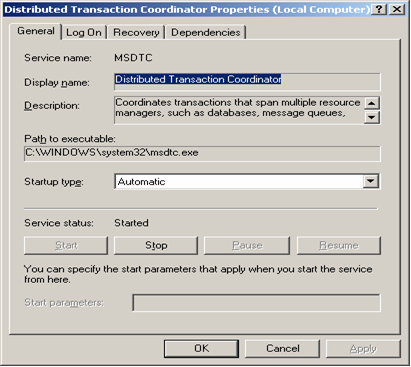 Distributed Transaction Coordinator Properties (Local Computer)
General Log On Recovery Dependencies
Service name: MSDTC
Display name: Distributed Transaction Coordinator
Description: Coordinates transactions that span multiple resource
managers, such as databases, message queues,
Path to executable:
C:\WINDOWS\system32\msdtc.exe
Startup type: Automatic
Service status: Started
Start Stop Pause Resume
You can specify the start parameters that apply when you start the service
from here.
Start parameters:
OK Cancel Apply